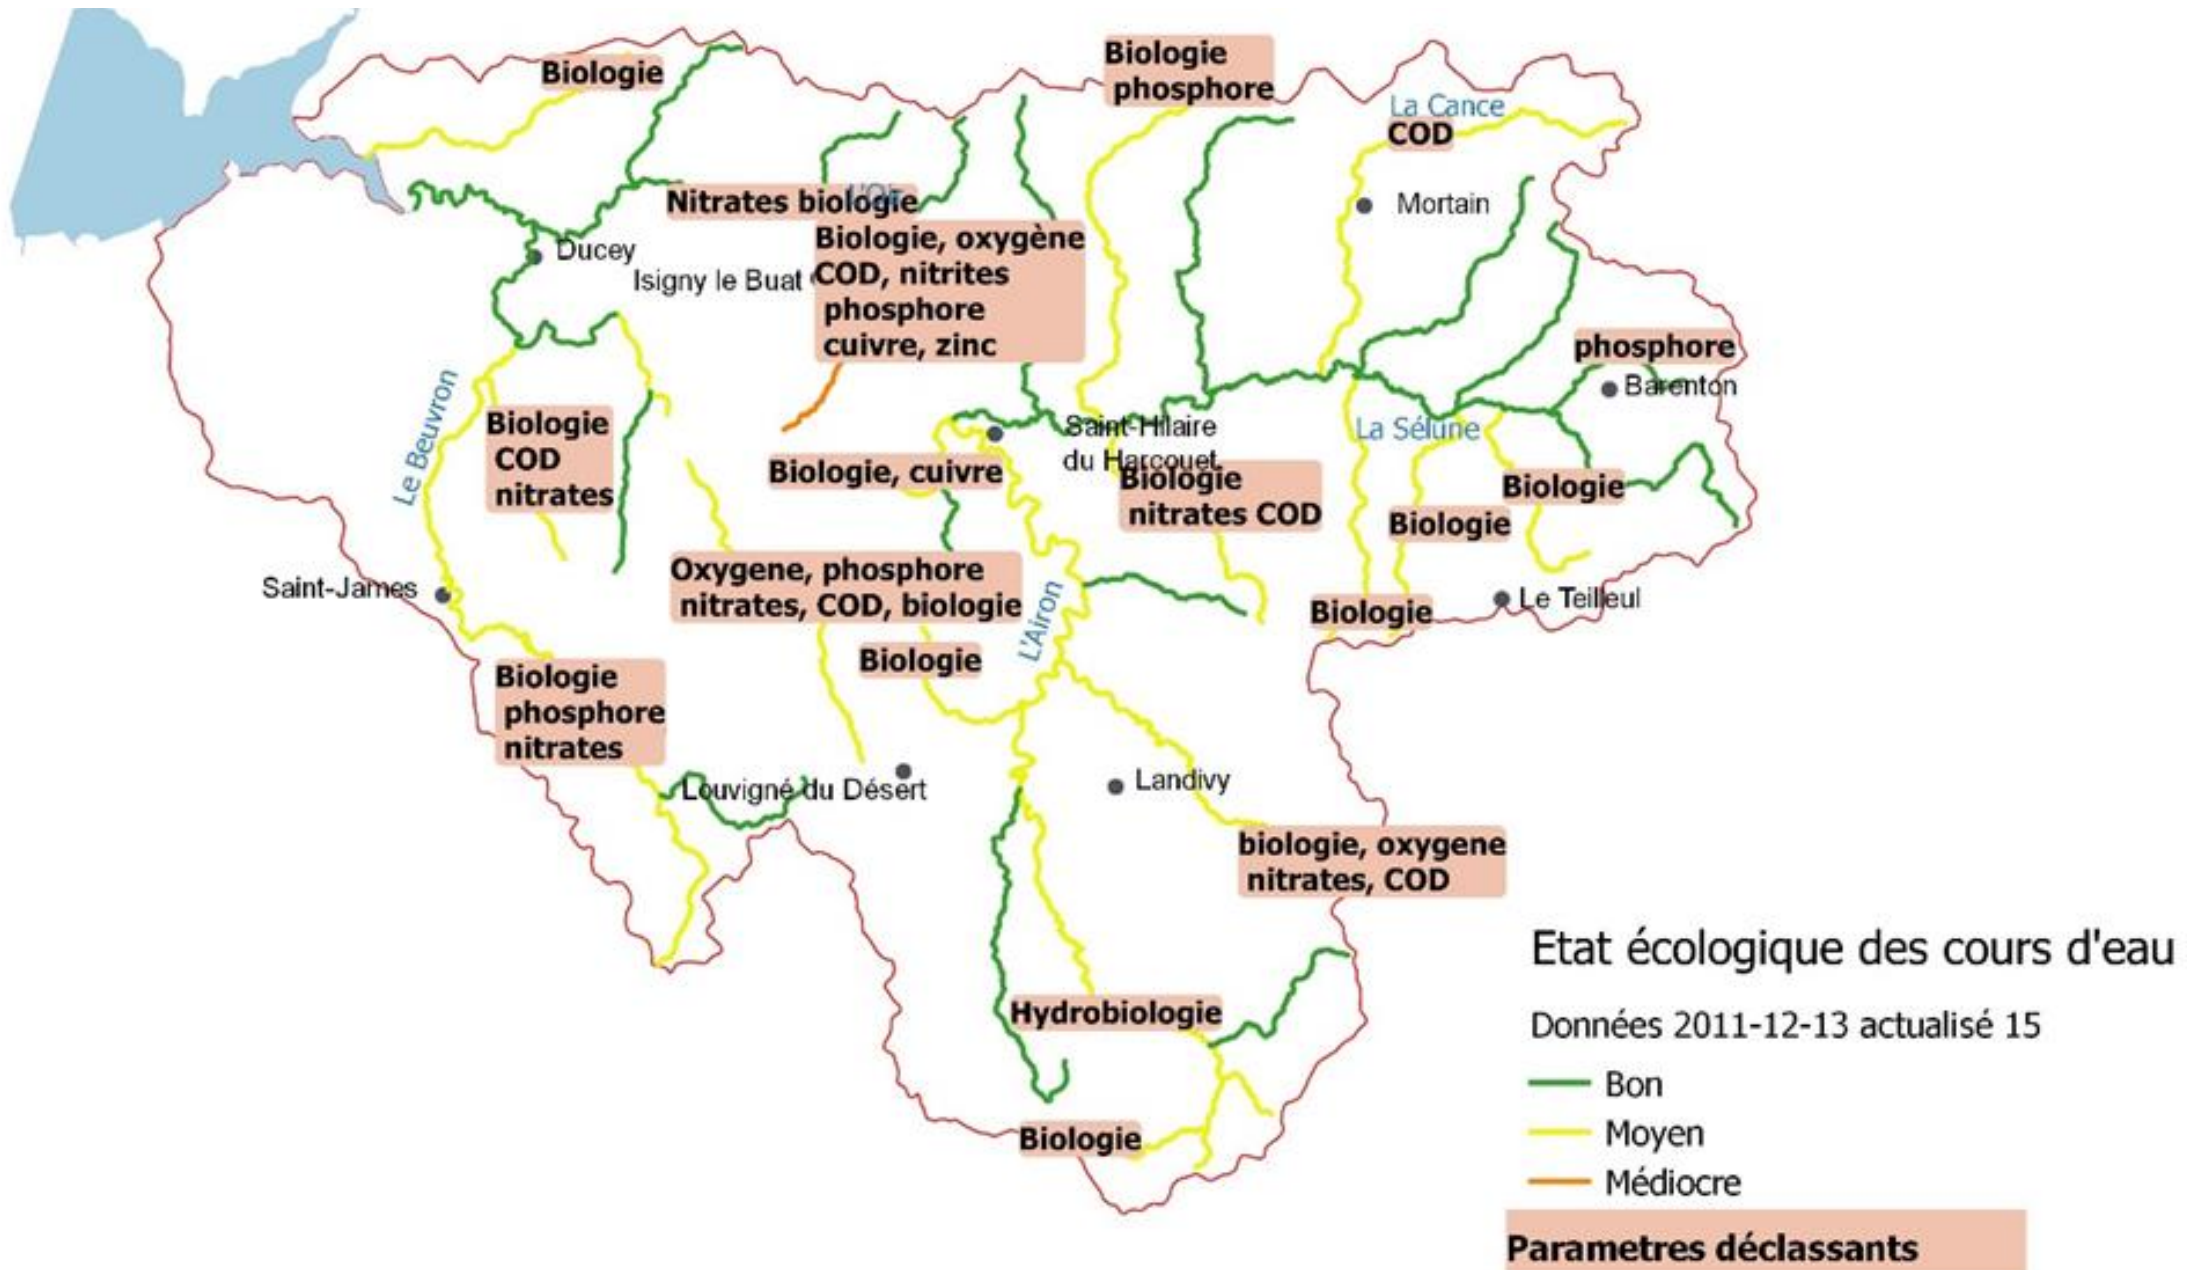 Biologie
Biologie
phosphore
La Cance
COD
Nitrates biologie
L'Oir
Mortain
Ducey
Isigny le Buat
Biologie, oxygène
COD, nitrites
phosphore
cuivre, zinc
phosphore
Barenton
Le Beuvron
Biologie
COD
nitrates
Saint-Hilaire
du Harcouet
La Sélune
Biologie, cuivre
Biologie
nitrates COD
Biologie
Biologie
Saint-James
Oxygene, phosphore
nitrates, COD, biologie
L'Airon
Biologie
Le Teilleul
Biologie
Biologie
phosphore
nitrates
Louvigné du Désert
Landivy
biologie, oxygene
nitrates, COD
Hydrobiologie
Biologie
Etat écologique des cours d'eau
Données 2011-12-13 actualisé 15
Bon
Moyen
Médiocre
Parametres déclassants